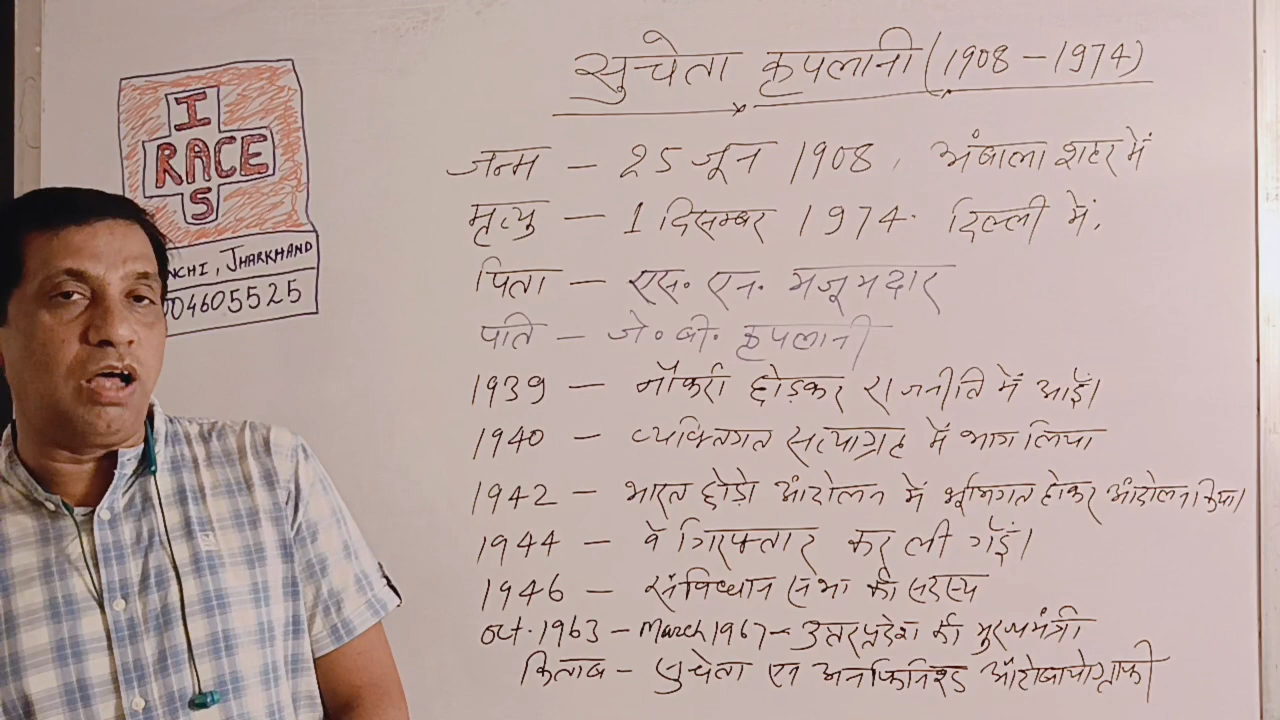 I
RACE
S
NCHI, JHARKHAND
004605525
सुचेता कृपलानी (1908 - 1974)
जन्म - 25 जून 1908, अंबाला शहर में
मृत्यु - 1 दिसम्बर 1974. दिल्ली में.
पिता - एस. एन. मजूमदार
पति - जे. बी. कृपलानी
1939 - नौकरी छोड़कर राजनीति में आईं।
1940 - व्यक्तिगत सत्याग्रह में भाग लिया
1942 - भारत छोड़ो आंदोलन में भूमिगत होकर आंदोलन किया।
1944 - वे गिरफ्तार कर ली गईं।
1946 - संविधान सभा की सदस्य
Oct. 1963 - March 1967 - उत्तरप्रदेश की मुख्यमंत्री
किताब - सुचेता एन अनफिनिश्ड ऑटोबायोग्राफी